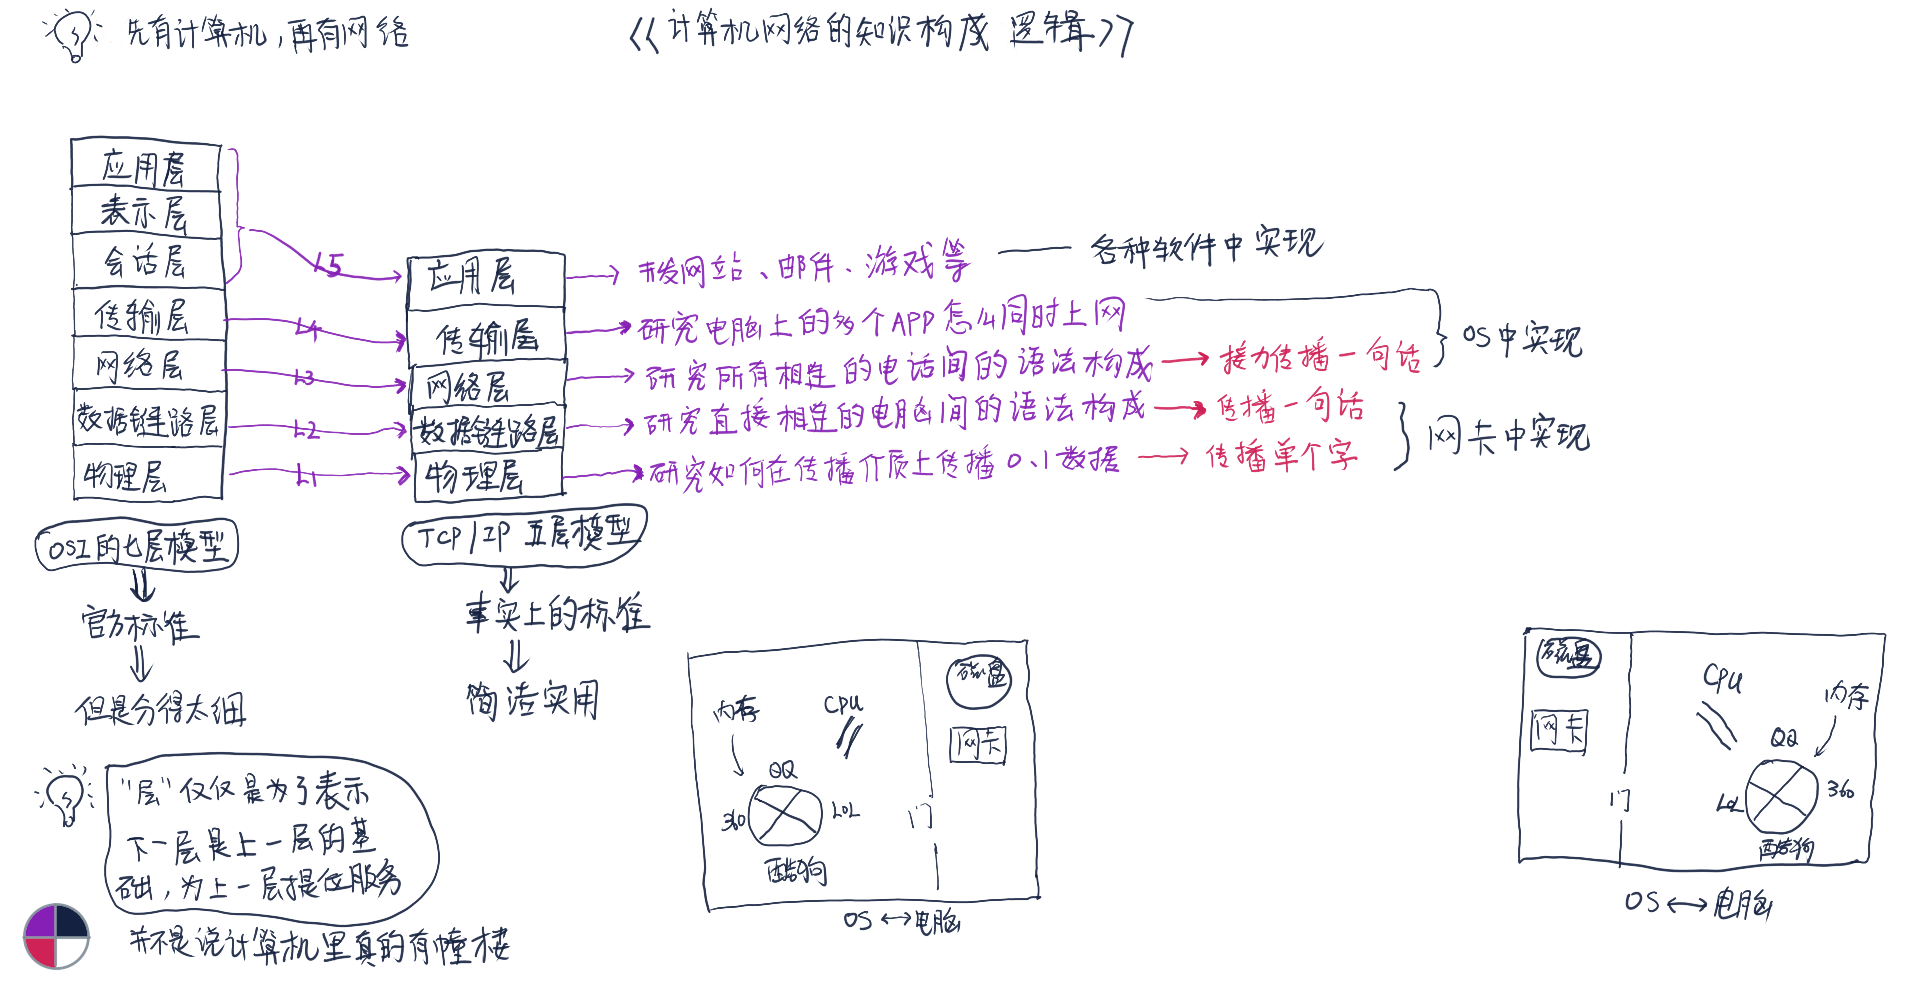 先有计算机，再有网络
《计算机网络的知识构成 逻辑》
应用层
表示层
会话层
传输层
网络层
数据链路层
物理层
OSI的七层模型
官方标准
但是分得太细
L5
L4
L3
L2
L1
应用层
传输层
网络层
数据链路层
物理层
TCP/IP 五层模型
事实上的标准
简洁实用
开发网站、邮件、游戏等
各种软件中实现
研究电脑上的多个APP怎么同时上网
研究所有相连的电话间的语法构成
接力传播一句话
OS中实现
研究直接相连的电脑间的语法构成
传播一句话
研究如何在传播介质上传播0、1数据
传播单个字
网卡中实现
"层"仅仅是为了表示
下一层是上一层的基
础，为上一层提供服务
并不是说计算机里真的有幢楼
内存
CPU
磁盘
网卡
QQ
360
LOL
酷狗
门
OS↔电脑
磁盘
网卡
CPU
内存
QQ
360
LOL
酷狗
门
OS↔电脑